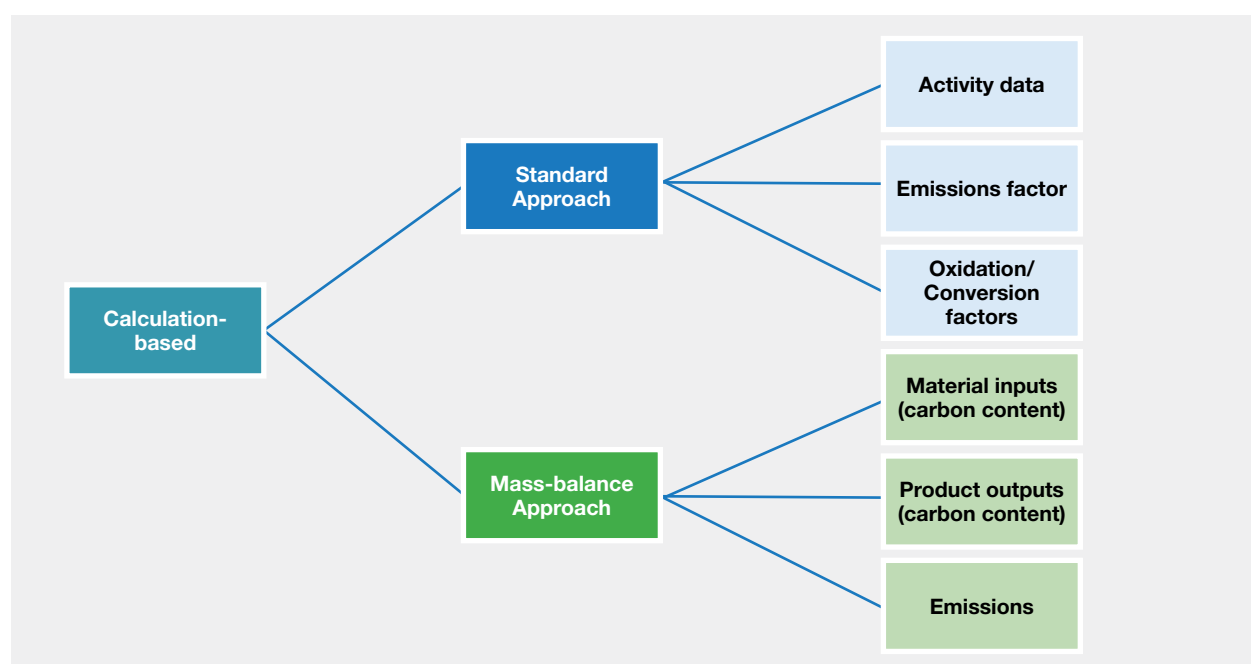 Calculation-
based
Standard
Approach
Activity data
Emissions factor
Oxidation/
Conversion
factors
Mass-balance
Approach
Material inputs
(carbon content)
Product outputs
(carbon content)
Emissions